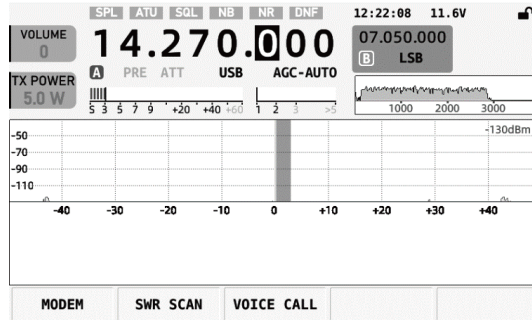 SPL ATU SQL NB NR DNF 12:22:08 11.6V
VOLUME
0
14.270.000
07.050.000
B LSB
A PRE ATT USB AGC-AUTO
TX POWER
5.0 W
S 3 5 7 9 +20 +40 +60 1 2 3 >5
1000 2000 3000
-130dBm
-50
-70
-90
-110
-40 -30 -20 -10 0 +10 +20 +30 +40
MODEM SWR SCAN VOICE CALL